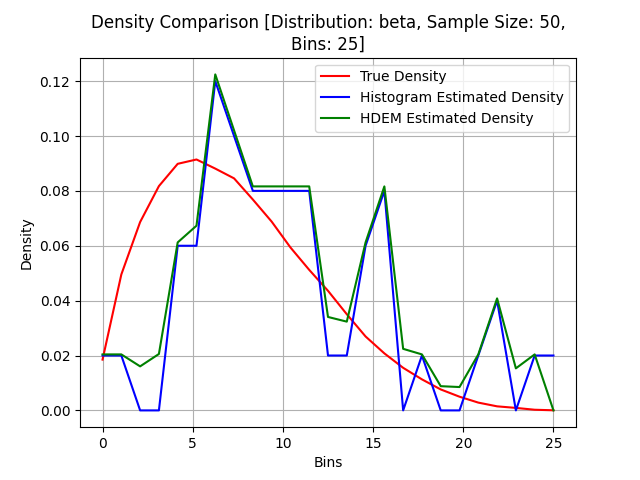 Density Comparison [Distribution: beta, Sample Size: 50,
Bins: 25]
True Density
Histogram Estimated Density
HDEM Estimated Density
Density
0.12
0.10
0.08
0.06
0.04
0.02
0.00
0 5 10 15 20 25
Bins